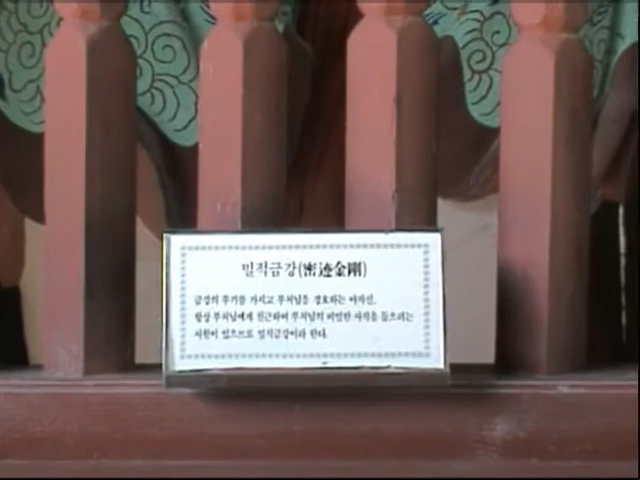 밀적금강(密迹金剛)
금강의 무기를 가지고 부처님을 경호하는 야차신.
항상 부처님에게 친근하여 부처님의 비밀한 사적을 들으려는
서원이 있으므로 밀적금강이라 한다.